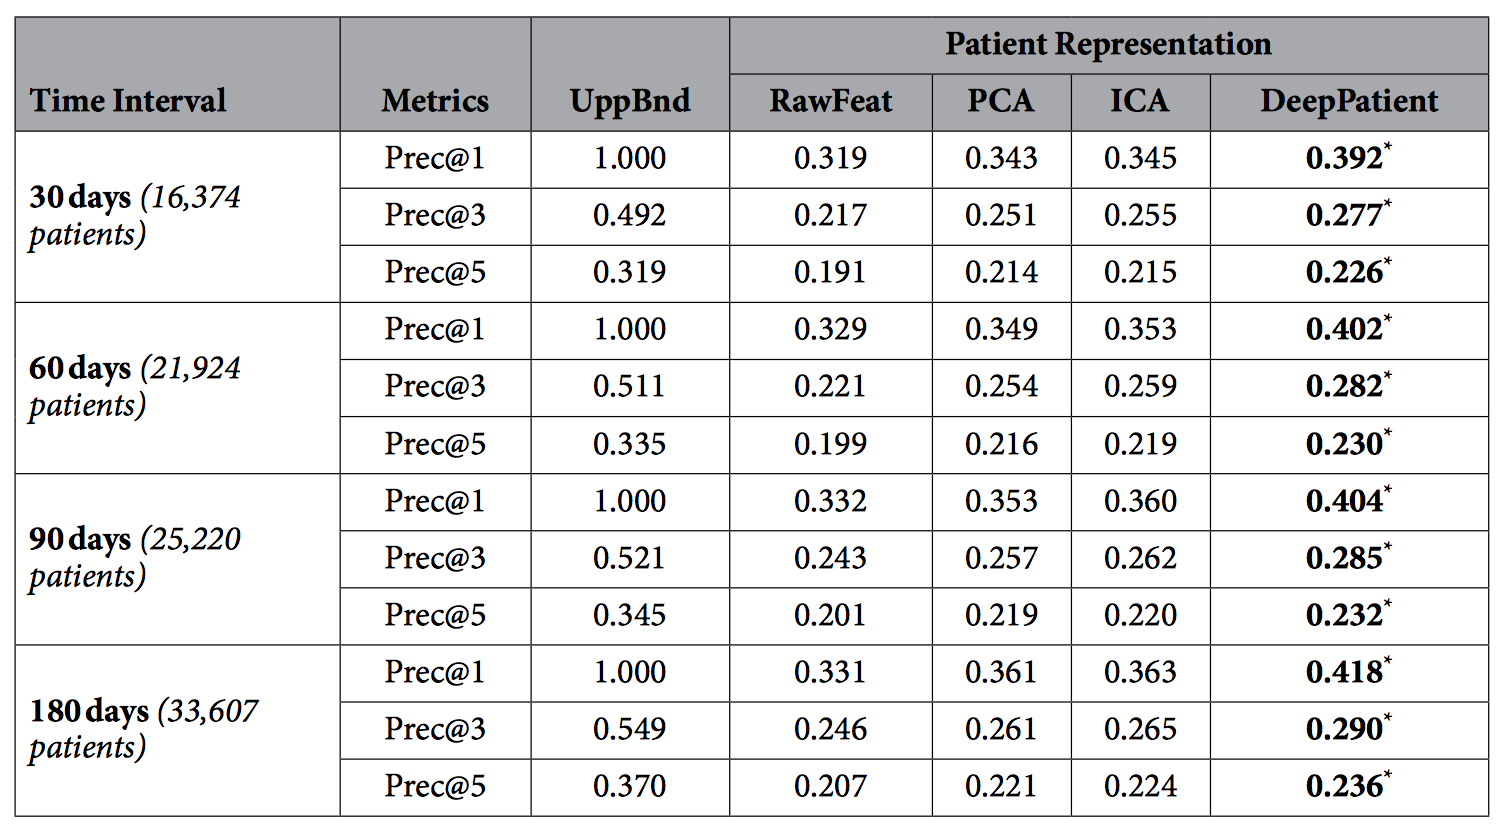 Patient Representation
Time Interval Metrics UppBnd RawFeat PCA ICA DeepPatient
30 days (16,374 patients)
Prec@1 1.000 0.319 0.343 0.345 0.392*
Prec@3 0.492 0.217 0.251 0.255 0.277*
Prec@5 0.319 0.191 0.214 0.215 0.226*
60 days (21,924 patients)
Prec@1 1.000 0.329 0.349 0.353 0.402*
Prec@3 0.511 0.221 0.254 0.259 0.282*
Prec@5 0.335 0.199 0.216 0.219 0.230*
90 days (25,220 patients)
Prec@1 1.000 0.332 0.353 0.360 0.404*
Prec@3 0.521 0.243 0.257 0.262 0.285*
Prec@5 0.345 0.201 0.219 0.220 0.232*
180 days (33,607 patients)
Prec@1 1.000 0.331 0.361 0.363 0.418*
Prec@3 0.549 0.246 0.261 0.265 0.290*
Prec@5 0.370 0.207 0.221 0.224 0.236*